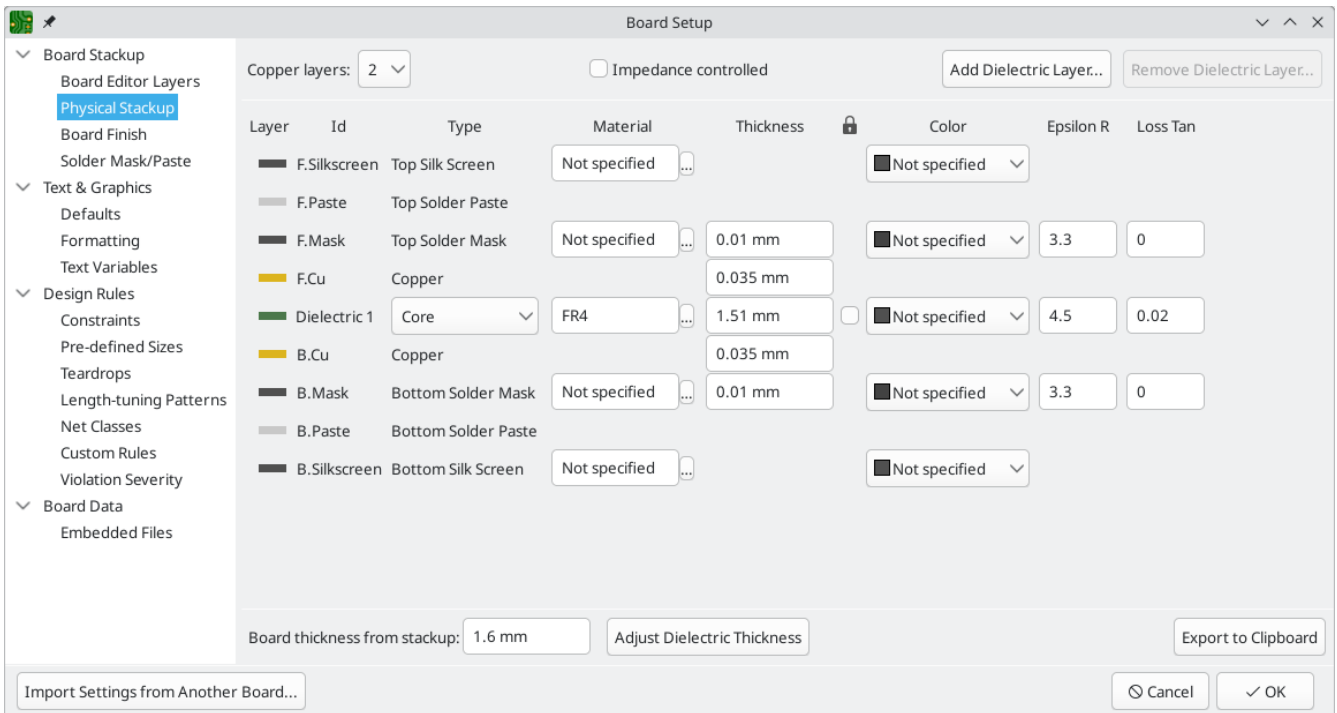 Board Setup
Board Stackup
Board Editor Layers
Physical Stackup
Board Finish
Solder Mask/Paste
Text & Graphics
Defaults
Formatting
Text Variables
Design Rules
Constraints
Pre-defined Sizes
Teardrops
Length-tuning Patterns
Net Classes
Custom Rules
Violation Severity
Board Data
Embedded Files
Copper layers: 2 Impedance controlled Add Dielectric Layer... Remove Dielectric Layer...
Layer Id Type Material Thickness Color Epsilon R Loss Tan
F.Silkscreen Top Silk Screen Not specified ... Not specified
F.Paste Top Solder Paste
F.Mask Top Solder Mask Not specified ... 0.01 mm Not specified 3.3 0
F.Cu Copper 0.035 mm
Dielectric 1 Core FR4 ... 1.51 mm Not specified 4.5 0.02
B.Cu Copper 0.035 mm
B.Mask Bottom Solder Mask Not specified ... 0.01 mm Not specified 3.3 0
B.Paste Bottom Solder Paste
B.Silkscreen Bottom Silk Screen Not specified ... Not specified
Board thickness from stackup: 1.6 mm Adjust Dielectric Thickness Export to Clipboard
Import Settings from Another Board... Cancel OK